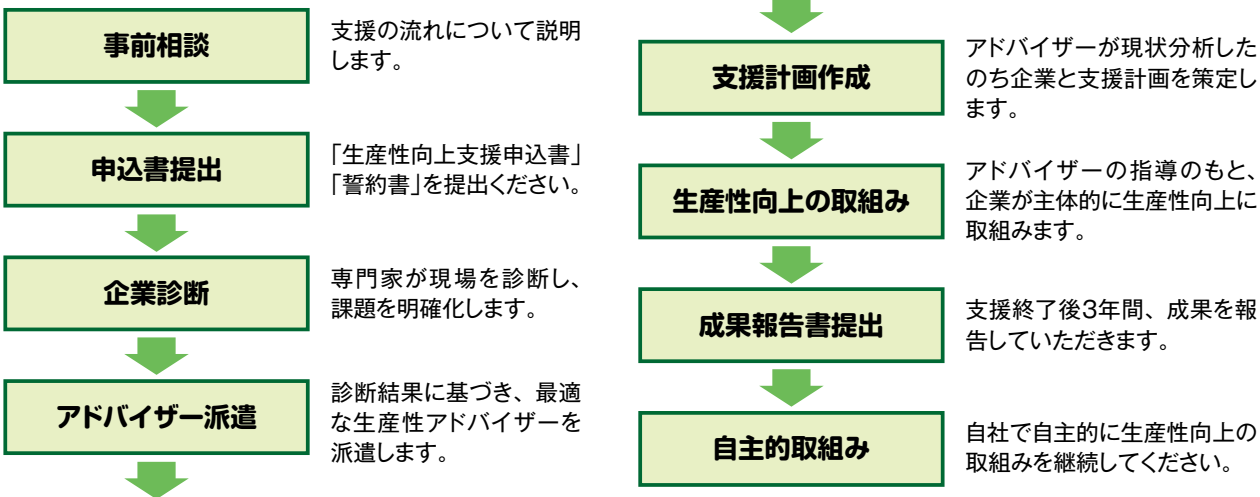 事前相談
支援の流れについて説明
します。
申込書提出
「生産性向上支援申込書」
「誓約書」を提出ください。
企業診断
専門家が現場を診断し、
課題を明確化します。
アドバイザー派遣
診断結果に基づき、最適
な生産性アドバイザーを
派遣します。
支援計画作成
アドバイザーが現状分析した
のち企業と支援計画を策定し
ます。
生産性向上の取組み
アドバイザーの指導のもと、
企業が主体的に生産性向上に
取組みます。
成果報告書提出
支援終了後3年間、成果を報
告していただきます。
自主的取組み
自社で自主的に生産性向上の
取組みを継続してください。